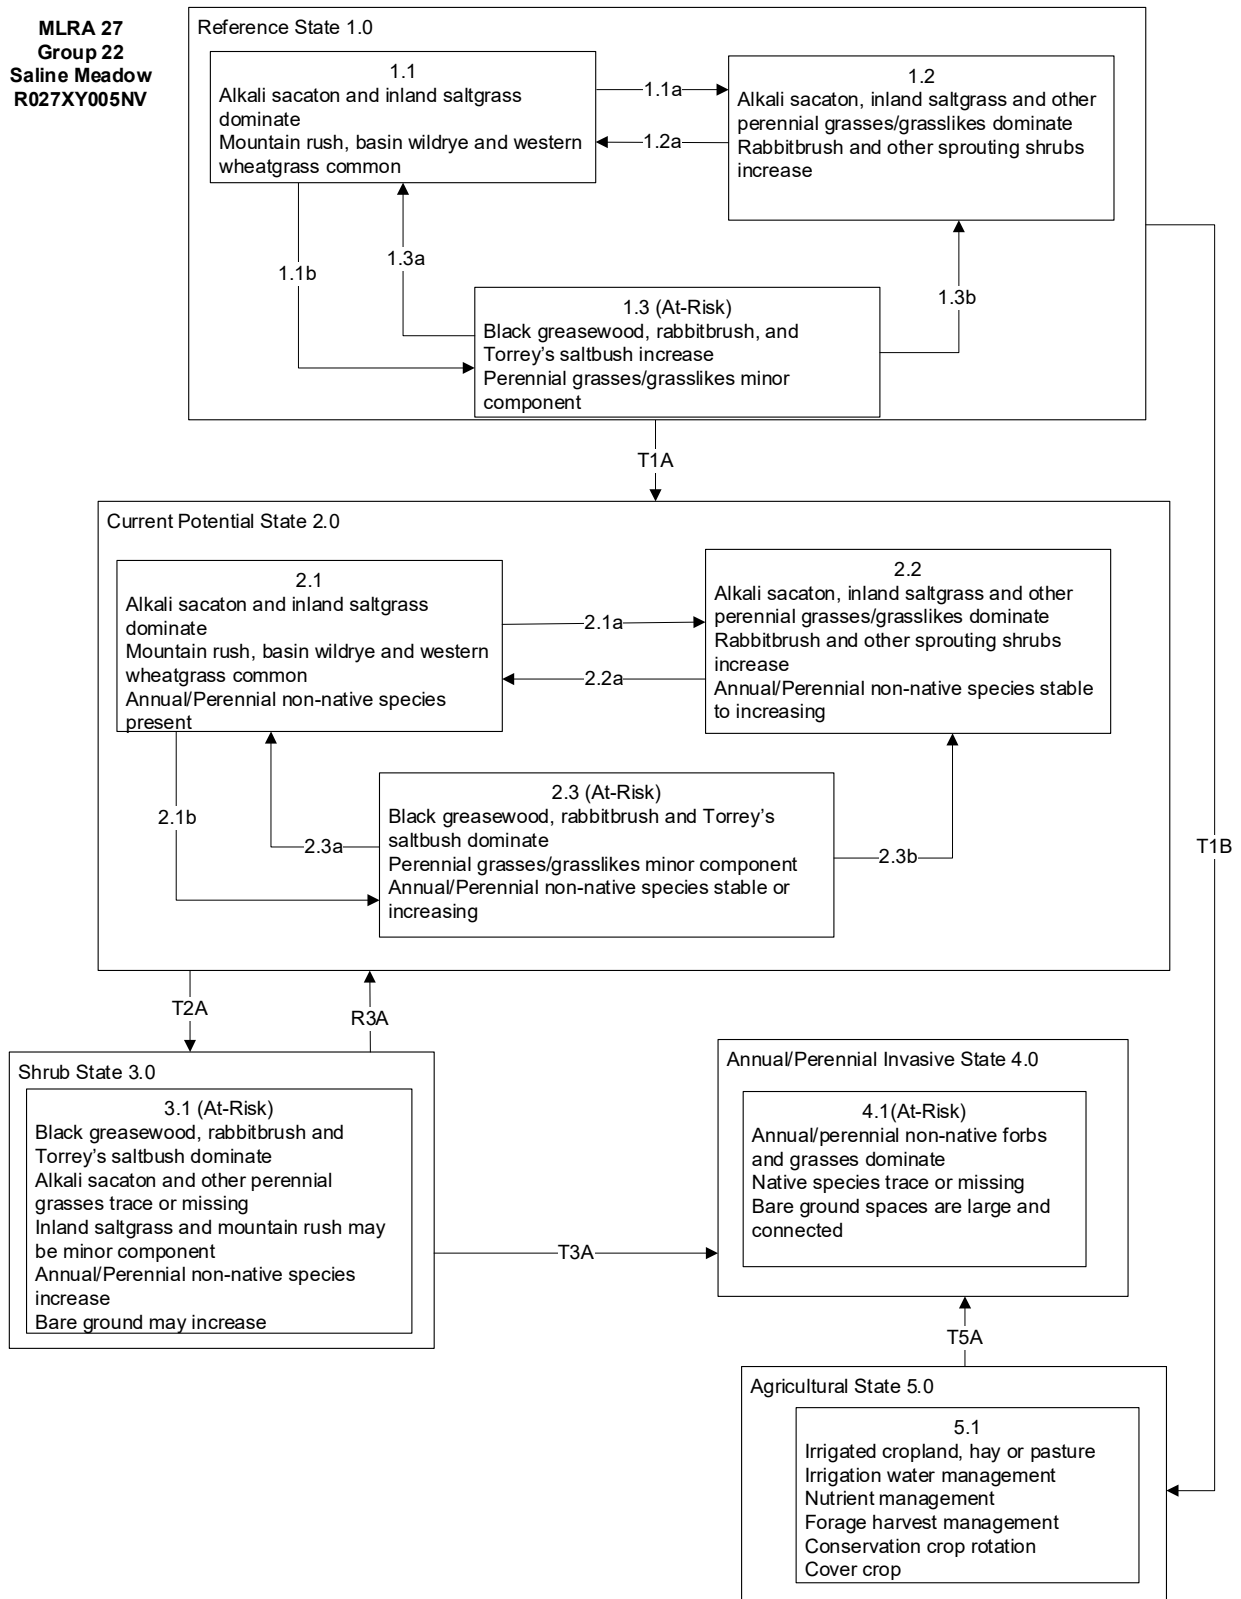 MLRA 27
Group 22
Saline Meadow
R027XY005NV
Reference State 1.0
1.1
Alkali sacaton and inland saltgrass
dominate
Mountain rush, basin wildrye and western
wheatgrass common
1.1a
1.2a
1.2
Alkali sacaton, inland saltgrass and other
perennial grasses/grasslikes dominate
Rabbitbrush and other sprouting shrubs
increase
1.1b
1.3a
1.3b
1.3 (At-Risk)
Black greasewood, rabbitbrush, and
Torrey's saltbush increase
Perennial grasses/grasslikes minor
component
T1A
T1B
Current Potential State 2.0
2.1
Alkali sacaton and inland saltgrass
dominate
Mountain rush, basin wildrye and western
wheatgrass common
Annual/Perennial non-native species
present
2.1a
2.2a
2.2
Alkali sacaton, inland saltgrass and other
perennial grasses/grasslikes dominate
Rabbitbrush and other sprouting shrubs
increase
Annual/Perennial non-native species stable
to increasing
2.1b
2.3a
2.3b
2.3 (At-Risk)
Black greasewood, rabbitbrush and Torrey's
saltbush dominate
Perennial grasses/grasslikes minor component
Annual/Perennial non-native species stable or
increasing
T2A
R3A
Shrub State 3.0
3.1 (At-Risk)
Black greasewood, rabbitbrush and
Torrey's saltbush dominate
Alkali sacaton and other perennial
grasses trace or missing
Inland saltgrass and mountain rush may
be minor component
Annual/Perennial non-native species
increase
Bare ground may increase
T3A
Annual/Perennial Invasive State 4.0
4.1(At-Risk)
Annual/perennial non-native forbs
and grasses dominate
Native species trace or missing
Bare ground spaces are large and
connected
T5A
Agricultural State 5.0
5.1
Irrigated cropland, hay or pasture
Irrigation water management
Nutrient management
Forage harvest management
Conservation crop rotation
Cover crop